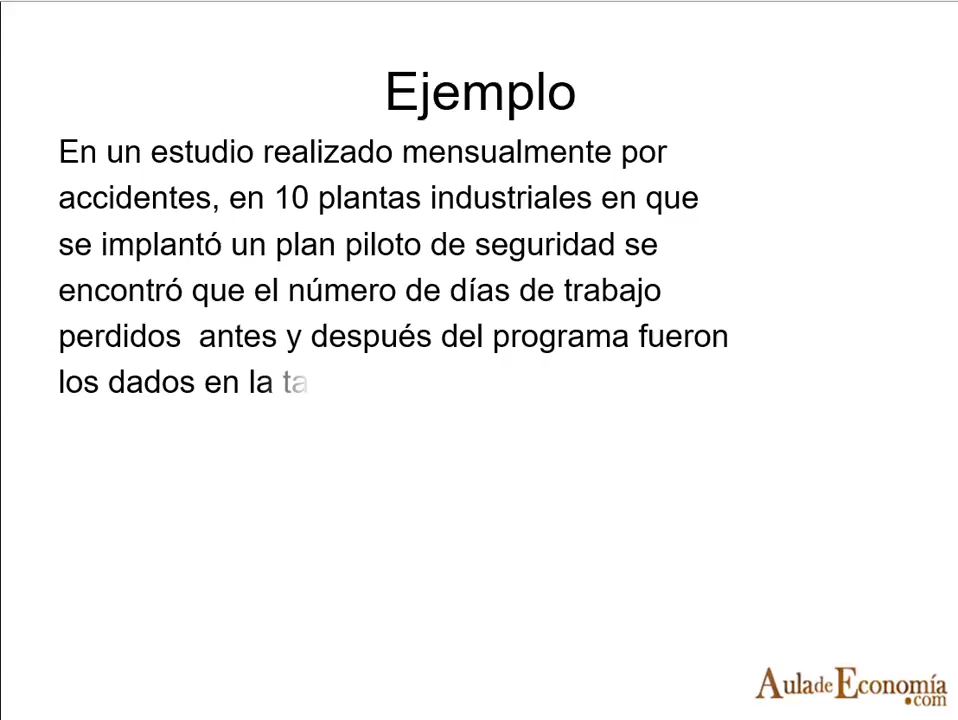 Ejemplo
En un estudio realizado mensualmente por
accidentes, en 10 plantas industriales en que
se implantó un plan piloto de seguridad se
encontró que el número de días de trabajo
perdidos  antes y después del programa fueron
los dados en la ta
AuladeEconomía
.com